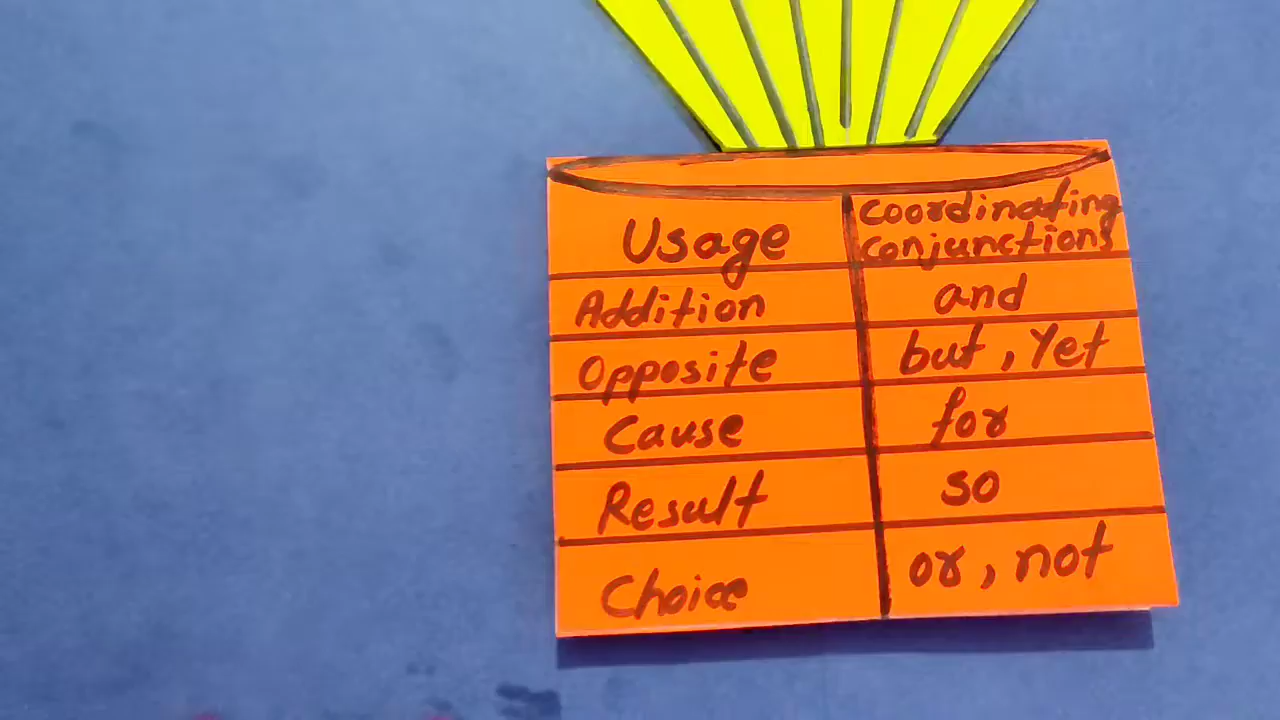 Usage coordinating
conjunctions
Addition and
Opposite but, Yet
Cause for
Result so
Choice or, not